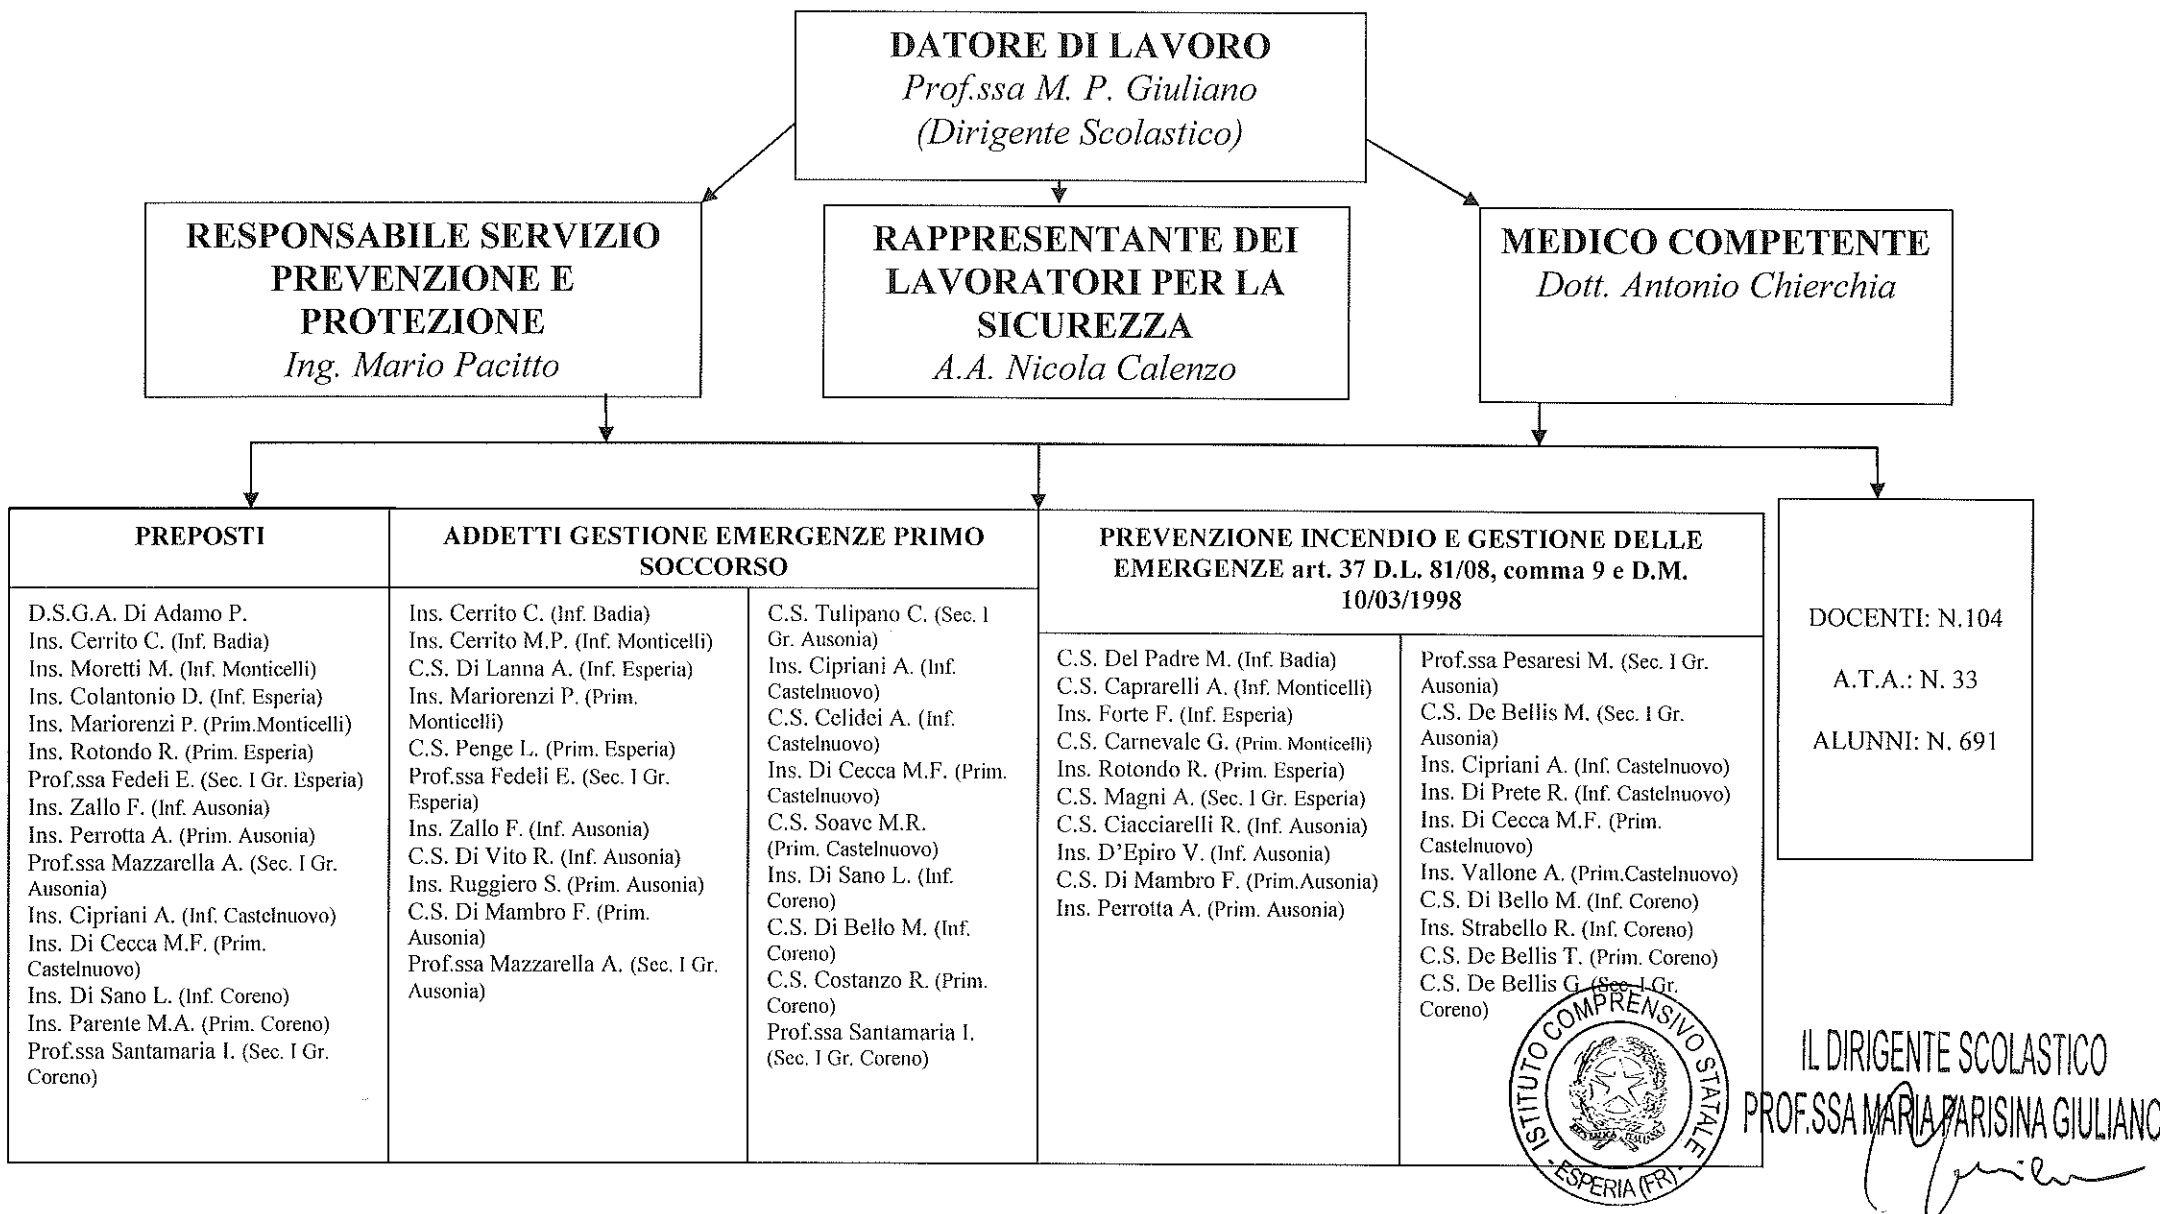 DATORE DI LAVORO
Prof.ssa M. P. Giuliano
(Dirigente Scolastico)
RESPONSABILE SERVIZIO
PREVENZIONE E
PROTEZIONE
Ing. Mario Pacitto
RAPPRESENTANTE DEI
LAVORATORI PER LA
SICUREZZA
A.A. Nicola Calenzo
MEDICO COMPETENTE
Dott. Antonio Chierchia
PREPOSTI
D.S.G.A. Di Adamo P.
Ins. Cerrito C. (Inf. Badia)
Ins. Moretti M. (Inf. Monticelli)
Ins. Colantonio D. (Inf. Esperia)
Ins. Mariorenzi P. (Prim.Monticelli)
Ins. Rotondo R. (Prim. Esperia)
Prof.ssa Fedeli E. (Sec. I Gr. Esperia)
Ins. Zallo F. (Inf. Ausonia)
Ins. Perrotta A. (Prim. Ausonia)
Prof.ssa Mazzarella A. (Sec. I Gr.
Ausonia)
Ins. Cipriani A. (Inf. Castelnuovo)
Ins. Di Cecca M.F. (Prim.
Castelnuovo)
Ins. Di Sano L. (Inf. Coreno)
Ins. Parente M.A. (Prim. Coreno)
Prof.ssa Santamaria I. (Sec. I Gr.
Coreno)
ADDETTI GESTIONE EMERGENZE PRIMO
SOCCORSO
Ins. Cerrito C. (Inf. Badia)
Ins. Cerrito M.P. (Inf. Monticelli)
C.S. Di Lanna A. (Inf. Esperia)
Ins. Mariorenzi P. (Prim.
Monticelli)
C.S. Penge L. (Prim. Esperia)
Prof.ssa Fedeli E. (Sec. I Gr.
Esperia)
Ins. Zallo F. (Inf. Ausonia)
C.S. Di Vito R. (Inf. Ausonia)
Ins. Ruggiero S. (Prim. Ausonia)
C.S. Di Mambro F. (Prim.
Ausonia)
Prof.ssa Mazzarella A. (Sec. I Gr.
Ausonia)
C.S. Tulipano C. (Sec. I
Gr. Ausonia)
Ins. Cipriani A. (Inf.
Castelnuovo)
C.S. Celidei A. (Inf.
Castelnuovo)
Ins. Di Cecca M.F. (Prim.
Castelnuovo)
C.S. Soave M.R.
(Prim. Castelnuovo)
Ins. Di Sano L. (Inf.
Coreno)
C.S. Di Bello M. (Inf.
Coreno)
C.S. Costanzo R. (Prim.
Coreno)
Prof.ssa Santamaria I.
(Sec. I Gr. Coreno)
PREVENZIONE INCENDIO E GESTIONE DELLE
EMERGENZE art. 37 D.L. 81/08, comma 9 e D.M.
10/03/1998
C.S. Del Padre M. (Inf. Badia)
C.S. Caprarelli A. (Inf. Monticelli)
Ins. Forte F. (Inf. Esperia)
C.S. Carnevale G. (Prim. Monticelli)
Ins. Rotondo R. (Prim. Esperia)
C.S. Magni A. (Sec. I Gr. Esperia)
C.S. Ciacciarelli R. (Inf. Ausonia)
Ins. D'Epiro V. (Inf. Ausonia)
C.S. Di Mambro F. (Prim.Ausonia)
Ins. Perrotta A. (Prim. Ausonia)
Prof.ssa Pesaresi M. (Sec. I Gr.
Ausonia)
C.S. De Bellis M. (Sec. I Gr.
Ausonia)
Ins. Cipriani A. (Inf. Castelnuovo)
Ins. Di Prete R. (Inf. Castelnuovo)
Ins. Di Cecca M.F. (Prim.
Castelnuovo)
Ins. Vallone A. (Prim.Castelnuovo)
C.S. Di Bello M. (Inf. Coreno)
Ins. Strabello R. (Inf. Coreno)
C.S. De Bellis T. (Prim. Coreno)
C.S. De Bellis G. (Sec. I Gr.
Coreno)
DOCENTI: N.104
A.T.A.: N. 33
ALUNNI: N. 691
ISTITUTO COMPRENSIVO STATALE
- ESPERIA (FR) -
IL DIRIGENTE SCOLASTICO
PROF.SSA MARIA PARISINA GIULIANO